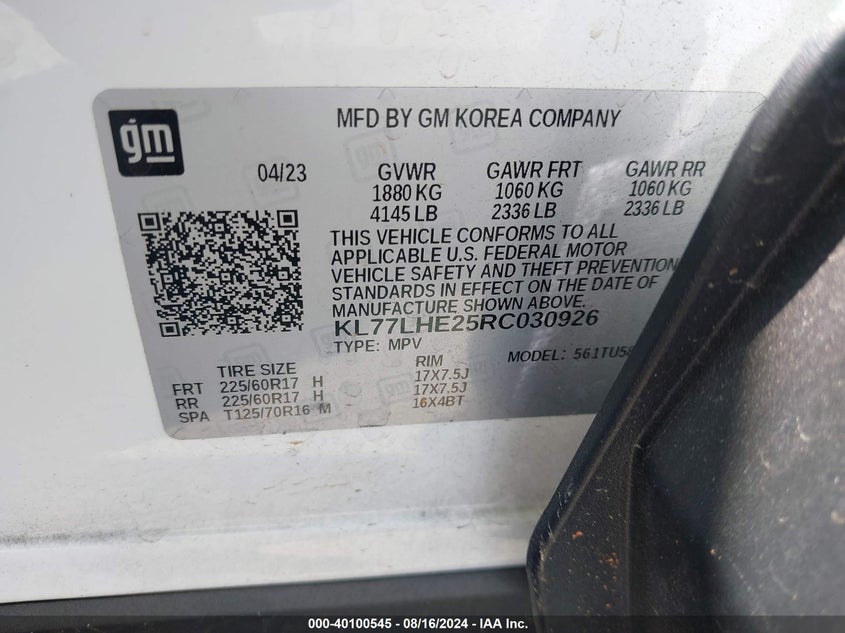 gm
MFD BY GM KOREA COMPANY
04/23 GVWR GAWR FRT GAWR RR
1880 KG 1060 KG 1060 KG
4145 LB 2336 LB 2336 LB
THIS VEHICLE CONFORMS TO ALL
APPLICABLE U.S. FEDERAL MOTOR
VEHICLE SAFETY AND THEFT PREVENTION
STANDARDS IN EFFECT ON THE DATE OF
MANUFACTURE SHOWN ABOVE.
KL77LHE25RC030926
TYPE: MPV MODEL: 561TU58
TIRE SIZE RIM
FRT 225/60R17 H 17X7.5J
RR 225/60R17 H 17X7.5J
SPA T125/70R16 M 16X4BT
000-40100545 - 08/16/2024 - IAA Inc.